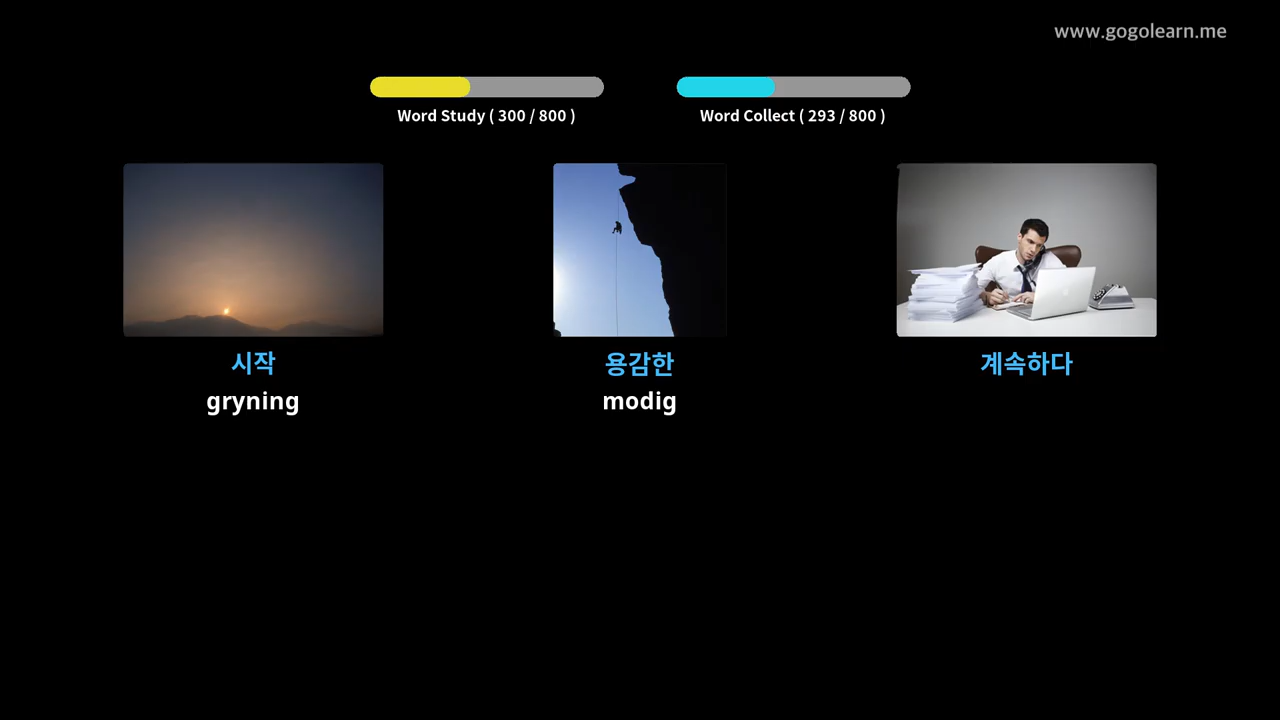 www.gogolearn.me
Word Study ( 300 / 800 )
Word Collect ( 293 / 800 )
시작
용감한
계속하다
gryning
modig